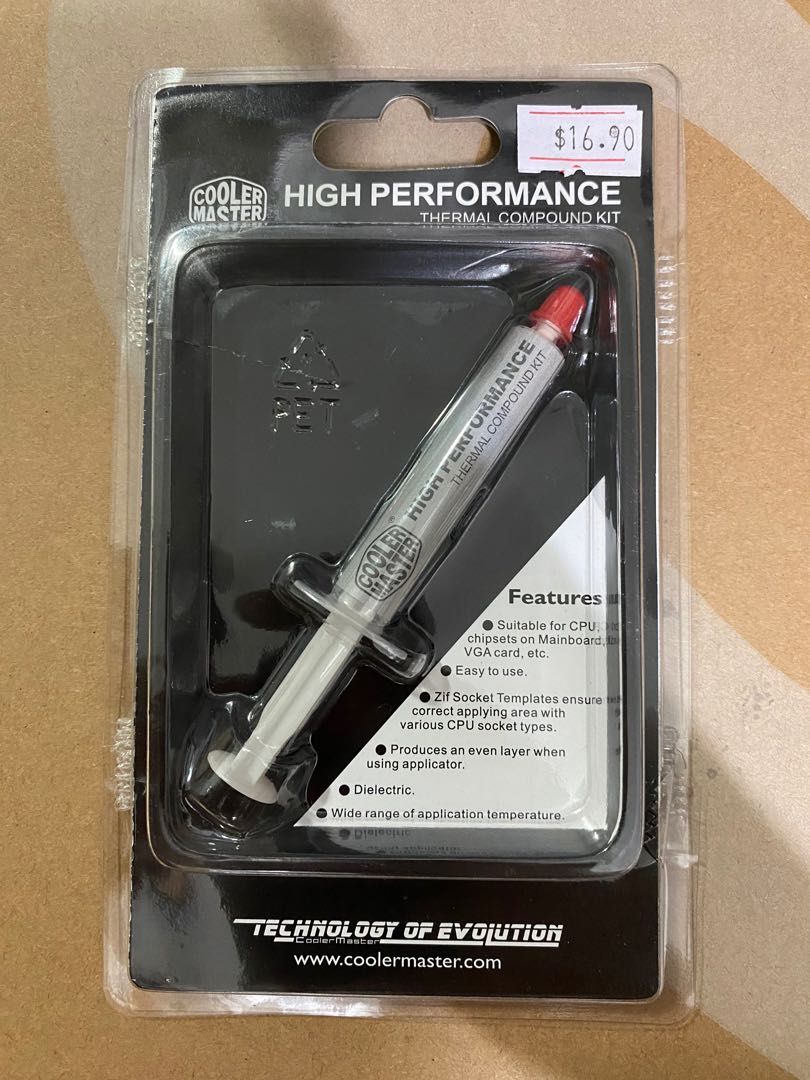 $16.90
COOLER
MASTER
HIGH PERFORMANCE
THERMAL COMPOUND KIT
PET
COOLER
MASTER
®
HIGH PERFORMANCE
THERMAL COMPOUND KIT
Features
● Suitable for CPU,
chipsets on Mainboard,
VGA card, etc.
● Easy to use.
● Zif Socket Templates ensure
correct applying area with
various CPU socket types.
● Produces an even layer when
using applicator.
● Dielectric.
● Wide range of application temperature.
TECHNOLOGY OF EVOLUTION
CoolerMaster
www.coolermaster.com